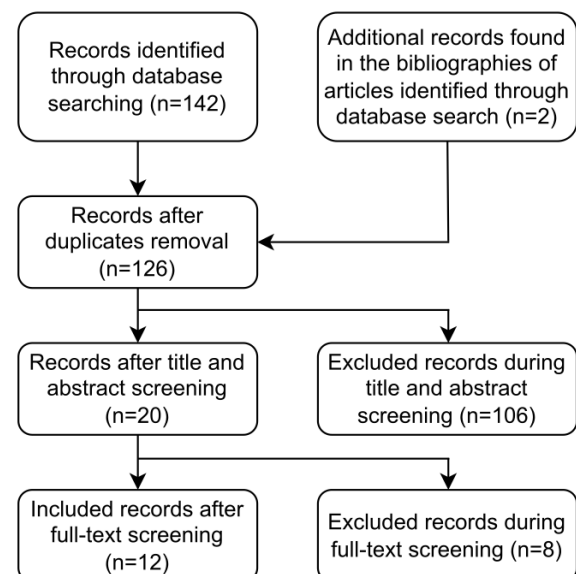 Records identified
through database
searching (n=142)
Additional records found
in the bibliographies of
articles identified through
database search (n=2)
Records after
duplicates removal
(n=126)
Records after title and
abstract screening
(n=20)
Excluded records during
title and abstract
screening (n=106)
Included records after
full-text screening
(n=12)
Excluded records during
full-text screening (n=8)